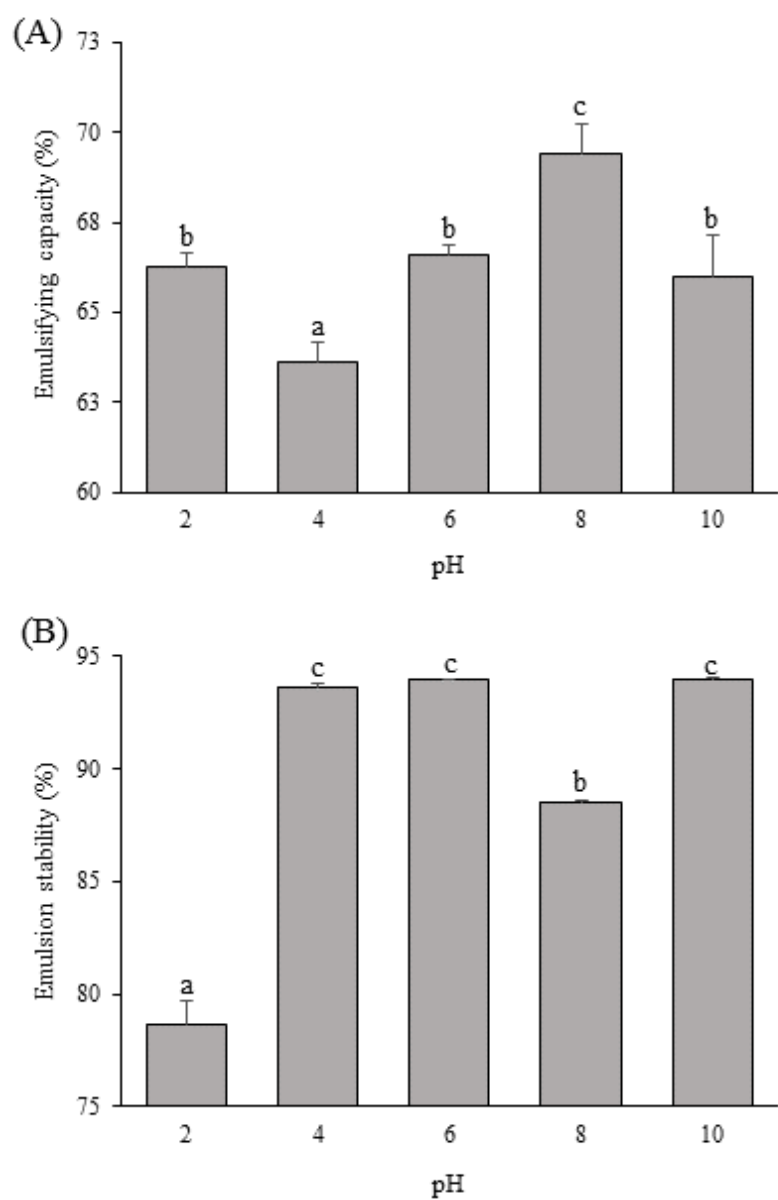 (A)
Emulsifying capacity (%)
73
70
68
65
63
60
b
a
b
c
b
2 4 6 8 10
pH
(B)
Emulsion stability (%)
95
90
85
80
75
a
c
c
b
c
2 4 6 8 10
pH